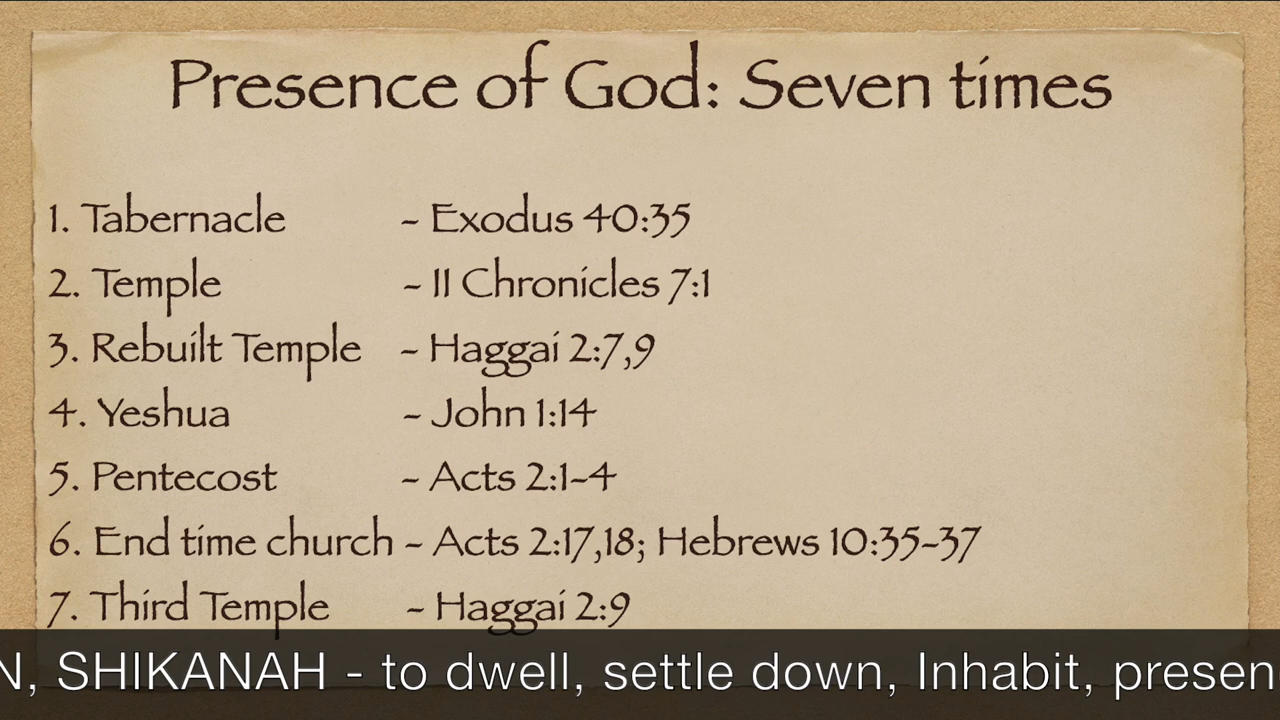 Presence of God: Seven times
1. Tabernacle - Exodus 40:35
2. Temple - II Chronicles 7:1
3. Rebuilt Temple - Haggai 2:7,9
4. Yeshua - John 1:14
5. Pentecost - Acts 2:1-4
6. End time church - Acts 2:17,18; Hebrews 10:35-37
7. Third Temple - Haggai 2:9
N, SHIKANAH - to dwell, settle down, Inhabit, presen